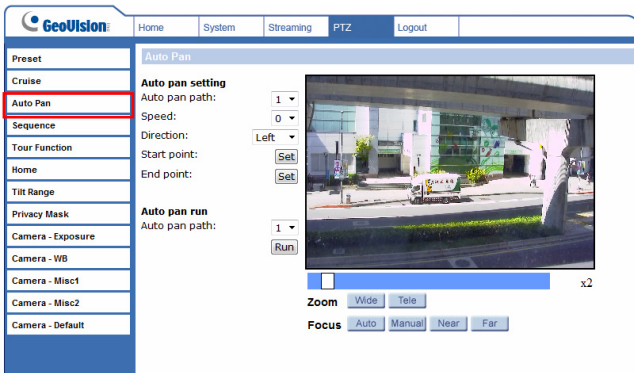 GeoVision
Home System Streaming PTZ Logout
Preset
Cruise
Auto Pan
Sequence
Tour Function
Home
Tilt Range
Privacy Mask
Camera - Exposure
Camera - WB
Camera - Misc1
Camera - Misc2
Camera - Default
Auto Pan
Auto pan setting
Auto pan path: 1
Speed: 0
Direction: Left
Start point: Set
End point: Set
Auto pan run
Auto pan path: 1
Run
x2
Zoom Wide Tele
Focus Auto Manual Near Far